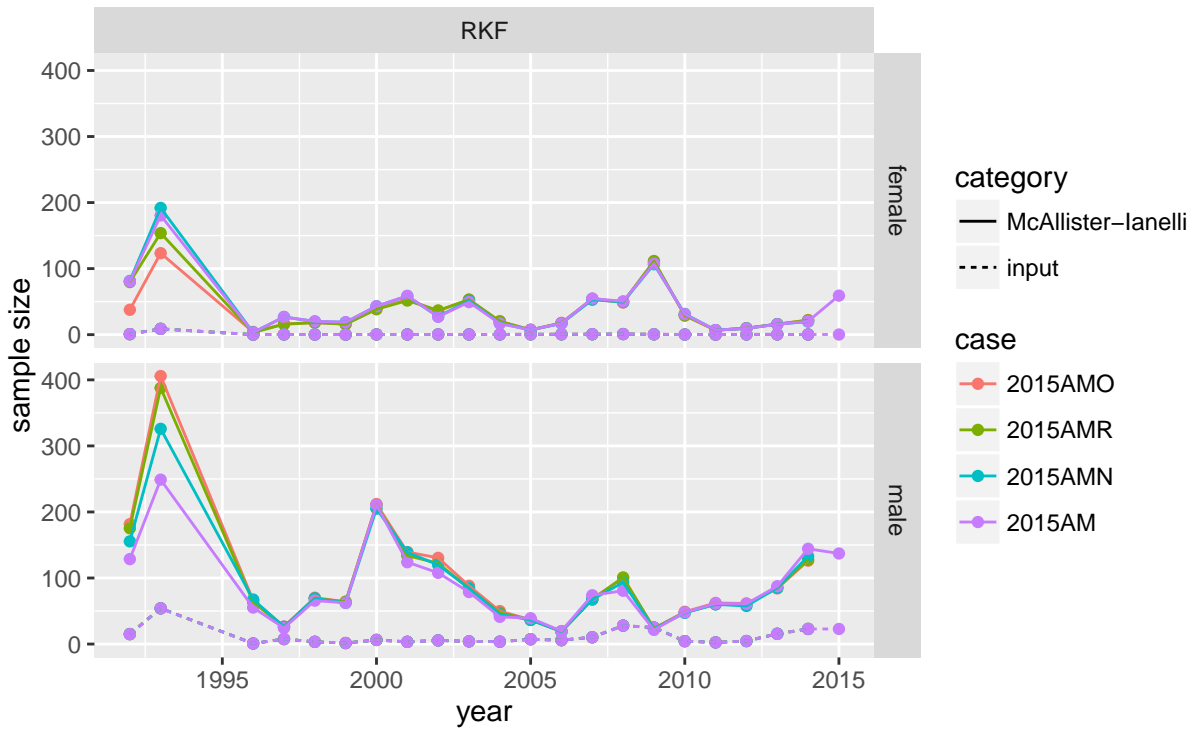 RKF
400
300
200
100
0
female
400
300
200
100
0
male
sample size
1995
2000
2005
2010
2015
year
category
McAllister−Ianelli
input
case
2015AMO
2015AMR
2015AMN
2015AM